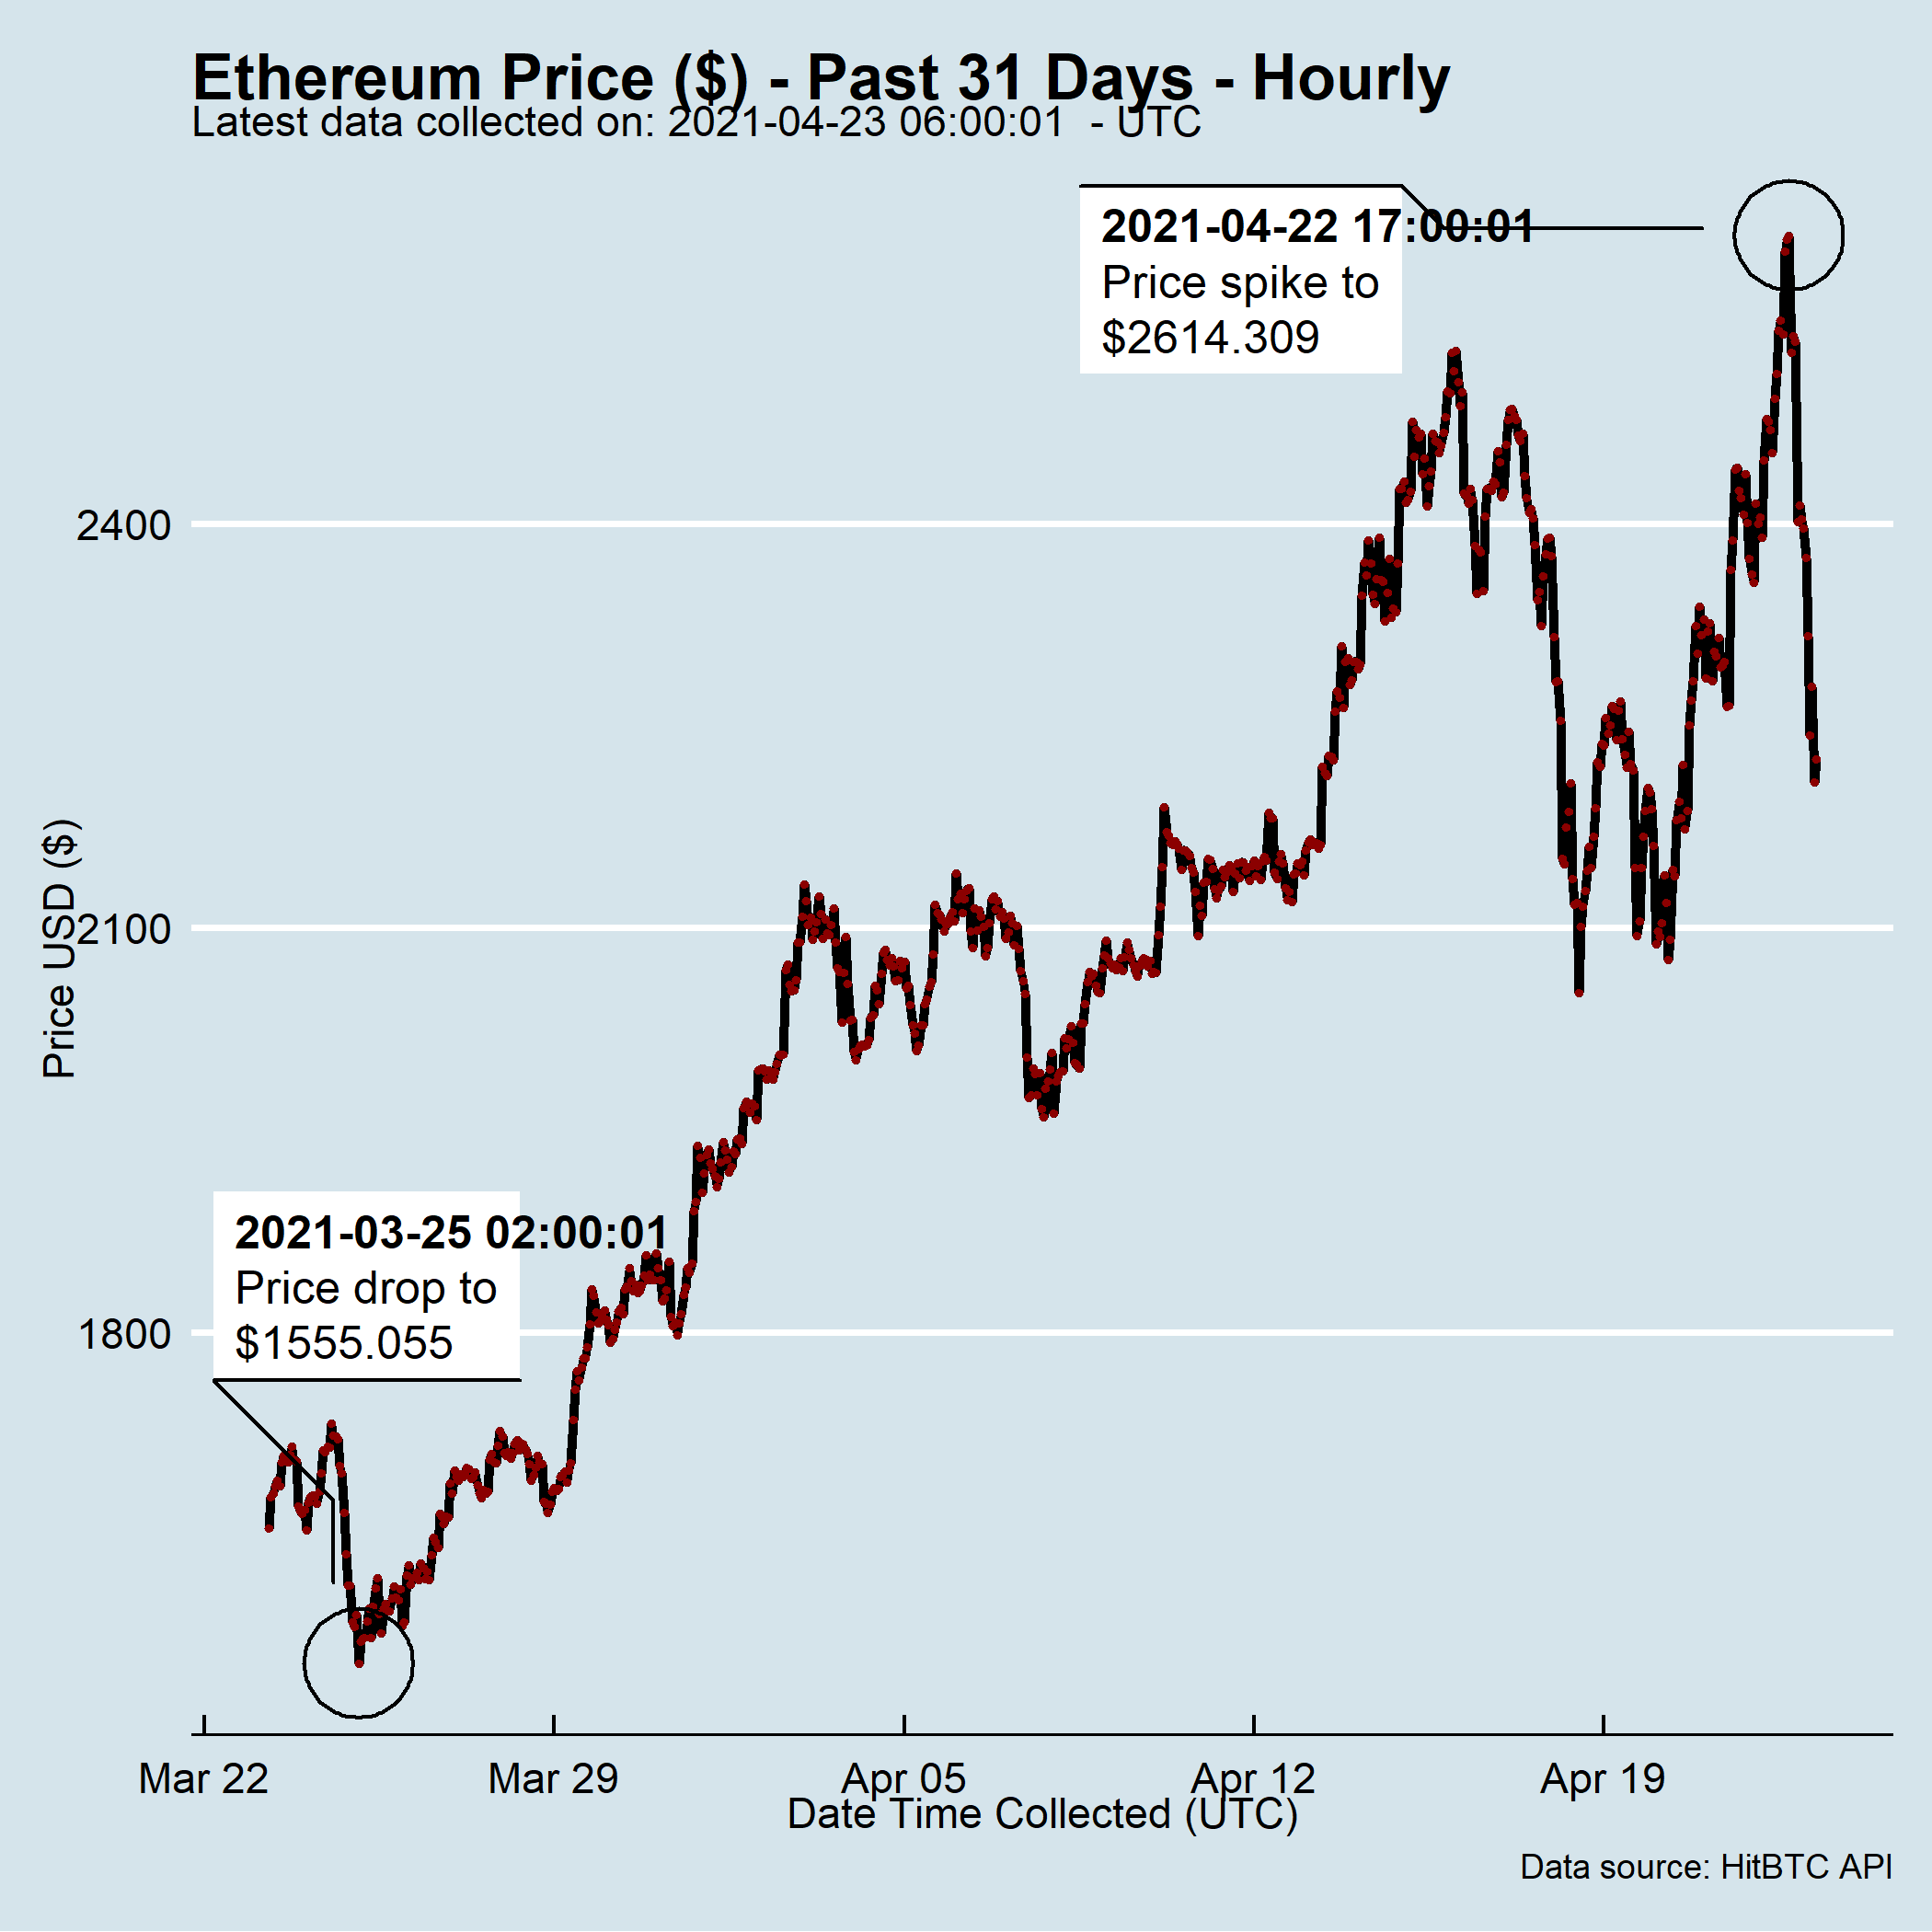 Ethereum Price ($) - Past 31 Days - Hourly
Latest data collected on: 2021-04-23 06:00:01  - UTC
2021-04-22 17:00:01
Price spike to
$2614.309
2400
2100
1800
Price USD ($)
2021-03-25 02:00:01
Price drop to
$1555.055
Mar 22
Mar 29
Apr 05
Apr 12
Apr 19
Date Time Collected (UTC)
Data source: HitBTC API